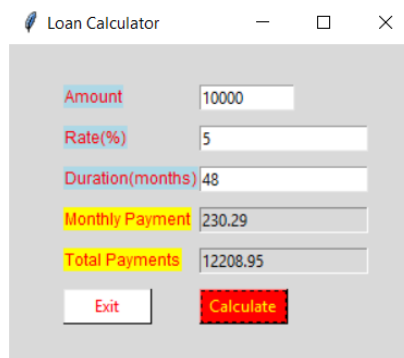 Loan Calculator
Amount 10000
Rate(%) 5
Duration(months) 48
Monthly Payment 230.29
Total Payments 12208.95
Exit Calculate